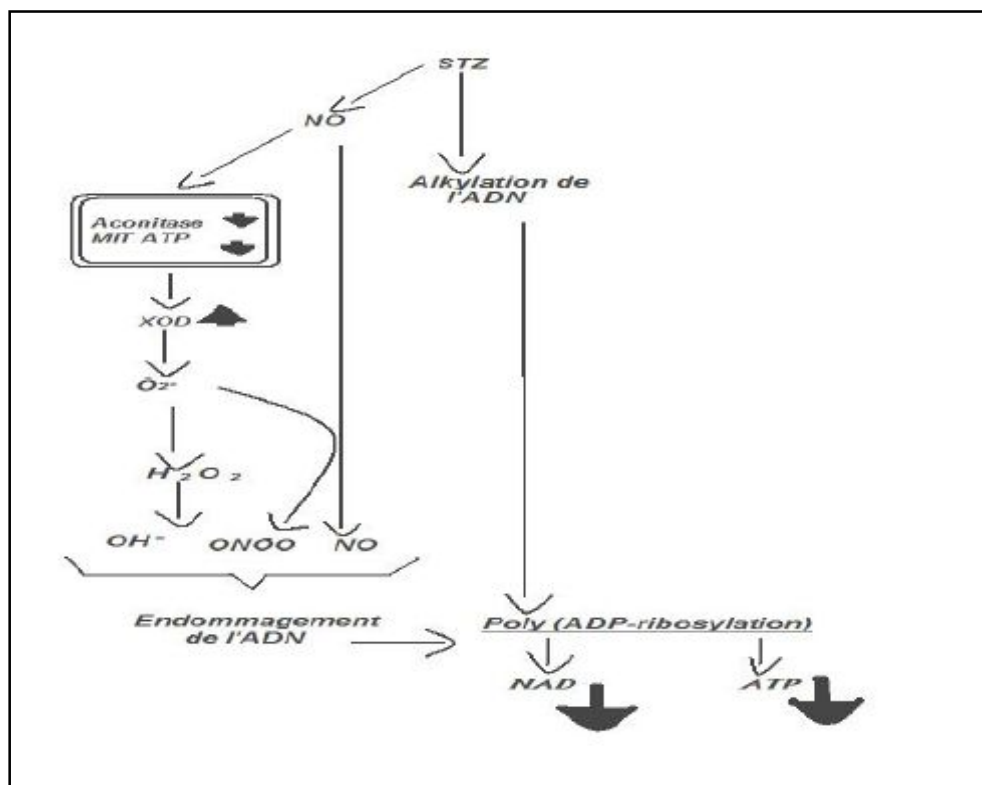 STZ
NO
Alkylation de
l'ADN
Aconitase
MIT ATP
XOD
Ô2•
H2O2
OH• ONOO NO
Endommagement
de l'ADN
Poly (ADP-ribosylation)
NAD ATP